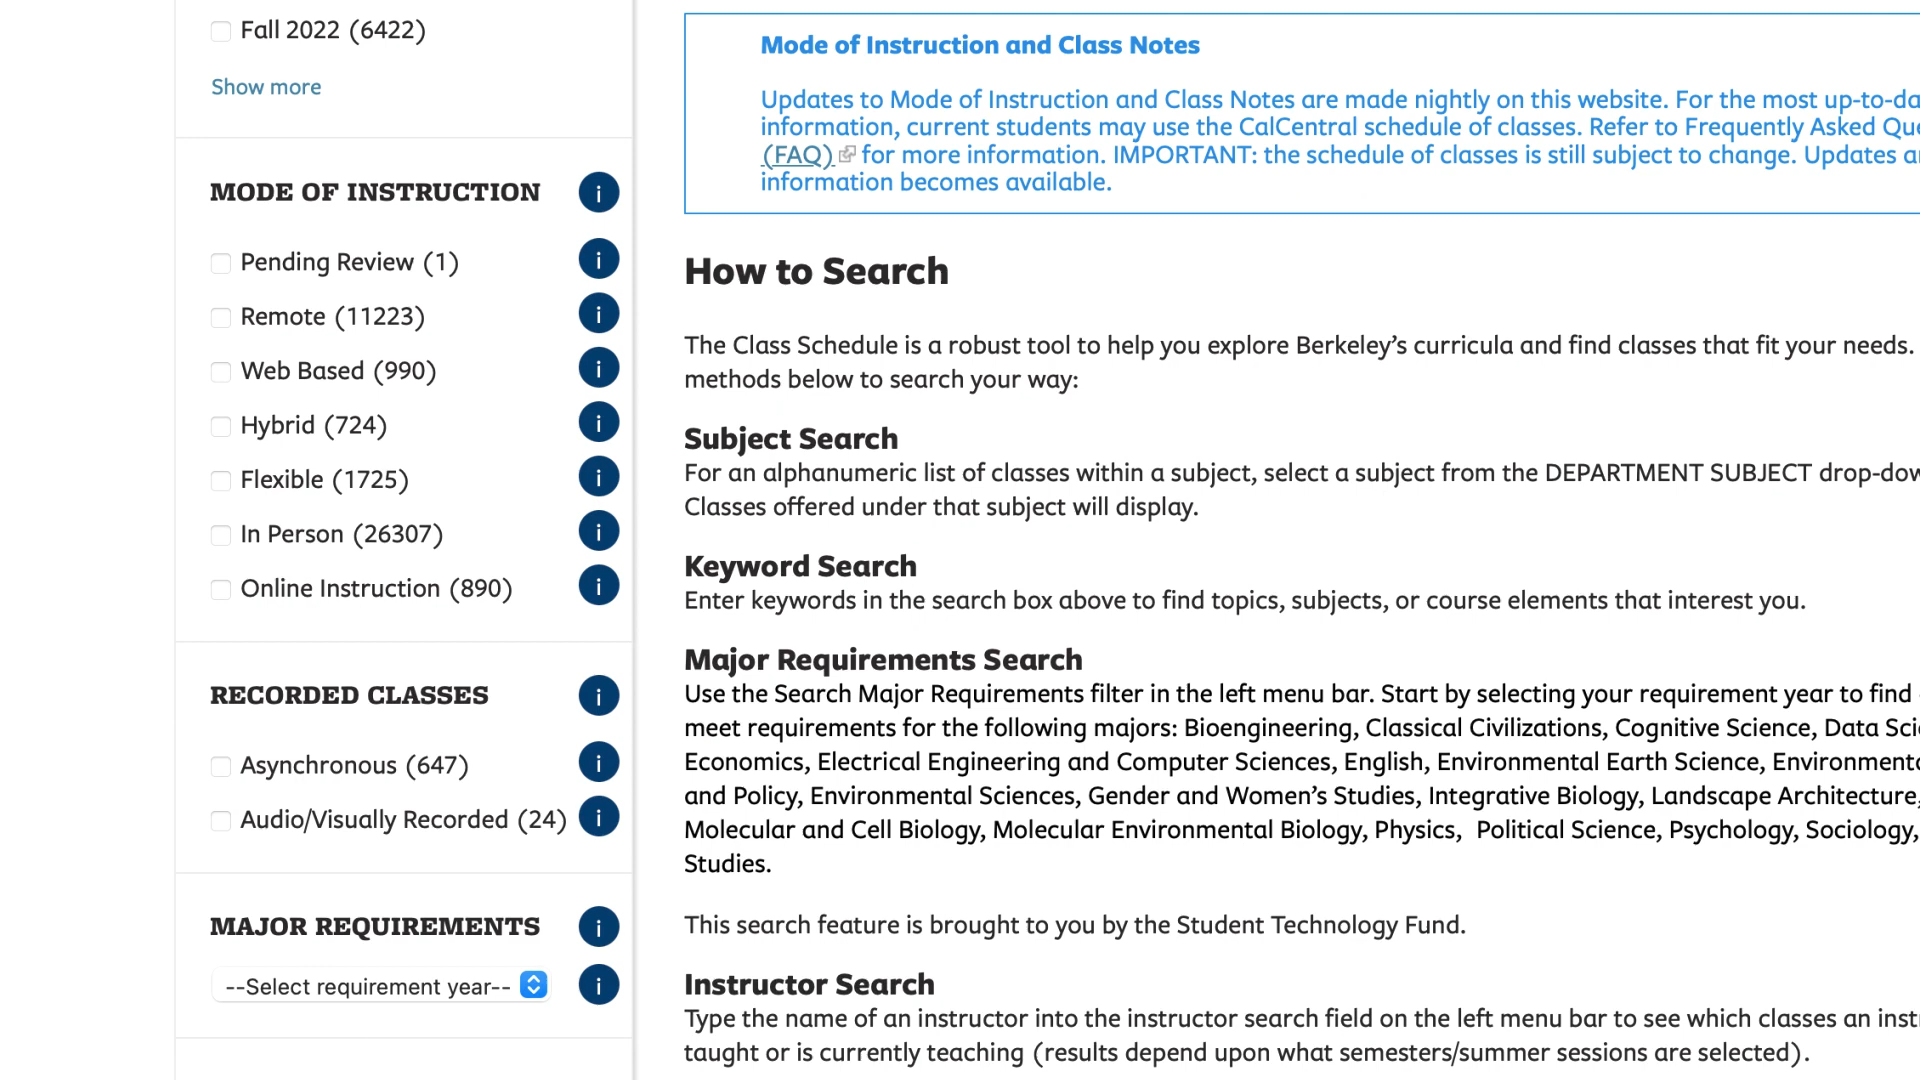 Fall 2022 (6422)
Show more
MODE OF INSTRUCTION
i
Pending Review (1)
i
Remote (11223)
i
Web Based (990)
i
Hybrid (724)
i
Flexible (1725)
i
In Person (26307)
i
Online Instruction (890)
i
RECORDED CLASSES
i
Asynchronous (647)
i
Audio/Visually Recorded (24)
i
MAJOR REQUIREMENTS
i
--Select requirement year--
i
Mode of Instruction and Class Notes
Updates to Mode of Instruction and Class Notes are made nightly on this website. For the most up-to-da
information, current students may use the CalCentral schedule of classes. Refer to Frequently Asked Que
(FAQ) for more information. IMPORTANT: the schedule of classes is still subject to change. Updates ar
information becomes available.
How to Search
The Class Schedule is a robust tool to help you explore Berkeley’s curricula and find classes that fit your needs.
methods below to search your way:
Subject Search
For an alphanumeric list of classes within a subject, select a subject from the DEPARTMENT SUBJECT drop-dow
Classes offered under that subject will display.
Keyword Search
Enter keywords in the search box above to find topics, subjects, or course elements that interest you.
Major Requirements Search
Use the Search Major Requirements filter in the left menu bar. Start by selecting your requirement year to find
meet requirements for the following majors: Bioengineering, Classical Civilizations, Cognitive Science, Data Sci
Economics, Electrical Engineering and Computer Sciences, English, Environmental Earth Science, Environmenta
and Policy, Environmental Sciences, Gender and Women’s Studies, Integrative Biology, Landscape Architecture,
Molecular and Cell Biology, Molecular Environmental Biology, Physics, Political Science, Psychology, Sociology,
Studies.
This search feature is brought to you by the Student Technology Fund.
Instructor Search
Type the name of an instructor into the instructor search field on the left menu bar to see which classes an inst
taught or is currently teaching (results depend upon what semesters/summer sessions are selected).